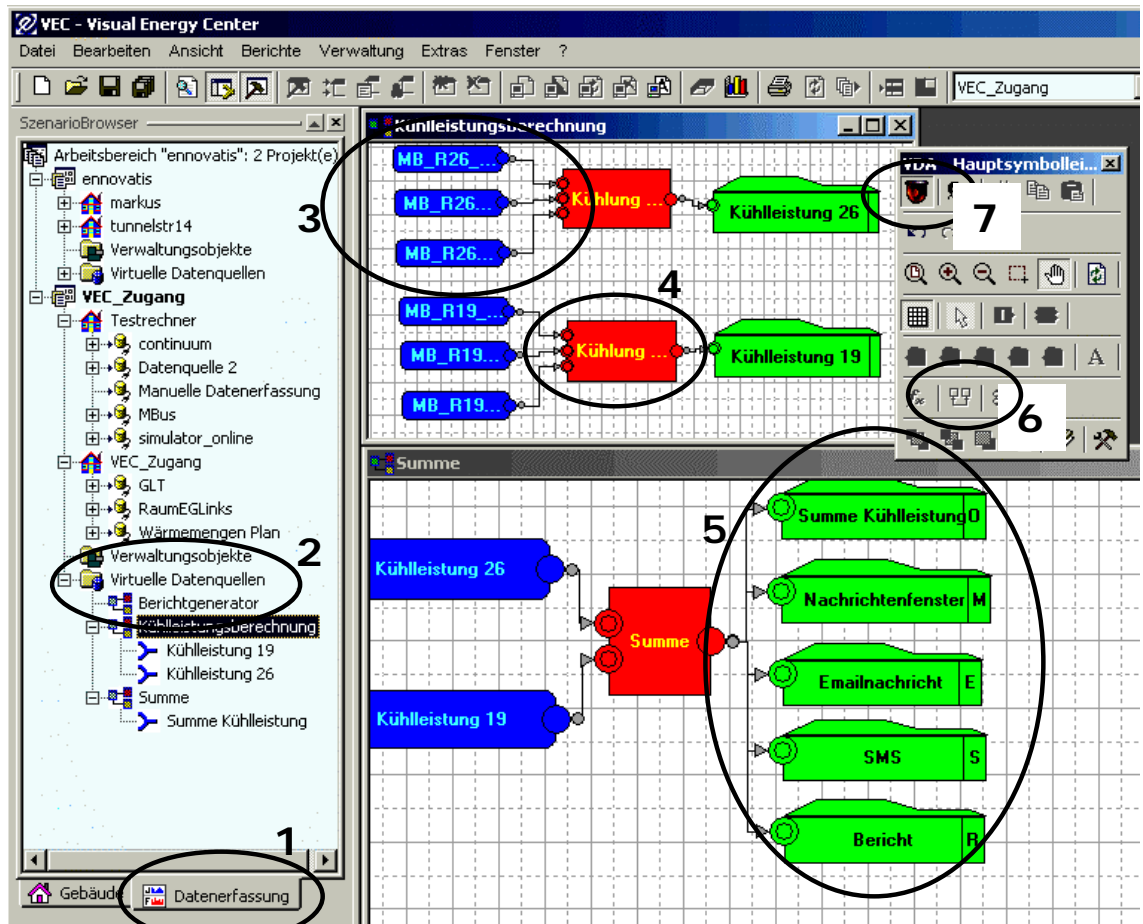 VEC - Visual Energy Center
Datei Bearbeiten Ansicht Berichte Verwaltung Extras Fenster ?
VEC_Zugang
SzenarioBrowser
Arbeitsbereich "ennovatis": 2 Projekt(e)
ennovatis
markus
tunnelstr14
Verwaltungsobjekte
Virtuelle Datenquellen
VEC_Zugang
Testrechner
continuum
Datenquelle 2
Manuelle Datenerfassung
MBus
simulator_online
VEC_Zugang
GLT
RaumEGLinks
Wärmemengen Plan
Verwaltungsobjekte
2
Virtuelle Datenquellen
Berichtgenerator
Kühlleistungsberechnung
Kühlleistung 19
Kühlleistung 26
Summe
Summe Kühlleistung
1
Gebäude
Datenerfassung
Kühlleistungsberechnung
MB_R26_...
MB_R26...
MB_R26...
3
Kühlung ...
Kühlleistung 26
MB_R19_...
MB_R19...
MB_R19...
4
Kühlung ...
Kühlleistung 19
VDA - Hauptsymbollei...
7
A
6
Summe
Kühlleistung 26
Kühlleistung 19
Summe
5
Summe Kühlleistung O
Nachrichtenfenster M
Emailnachricht E
SMS S
Bericht R